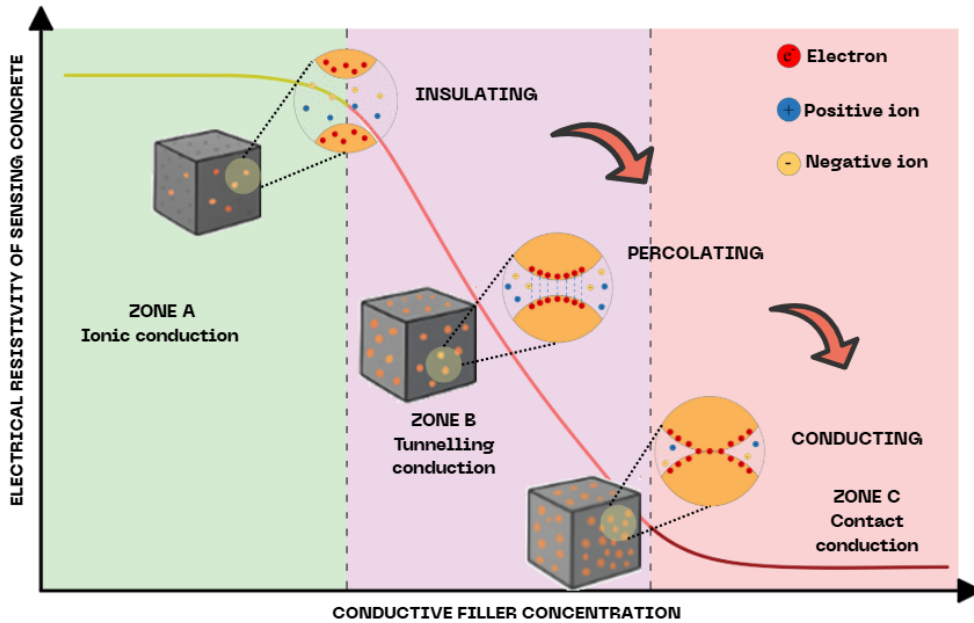 ELECTRICAL RESISTIVITY OF SENSING CONCRETE
INSULATING
e-
Electron
+
Positive ion
-
Negative ion
PERCOLATING
ZONE A
Ionic conduction
ZONE B
Tunnelling
conduction
CONDUCTING
ZONE C
Contact
conduction
CONDUCTIVE FILLER CONCENTRATION